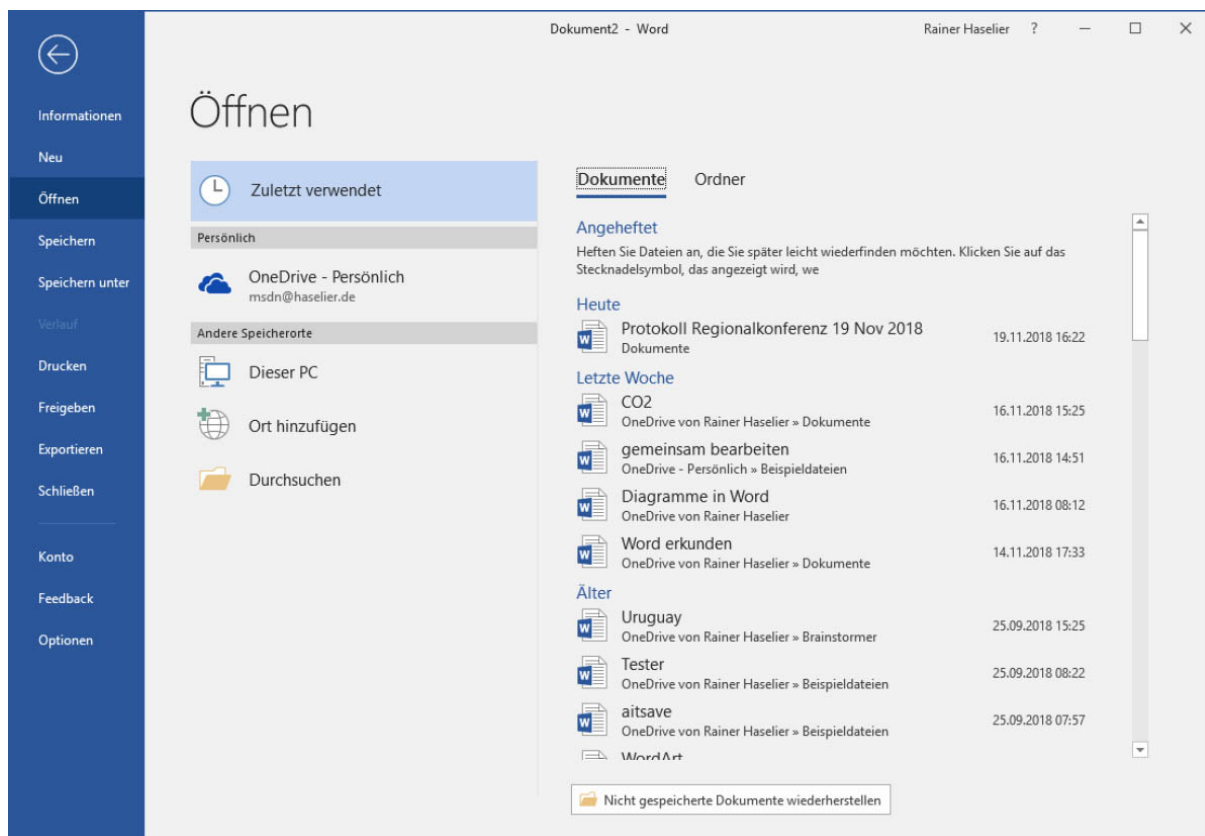 Dokument2 - Word
Rainer Haselier ?
Informationen
Neu
Öffnen
Speichern
Speichern unter
Verlauf
Drucken
Freigeben
Exportieren
Schließen
Konto
Feedback
Optionen
Öffnen
Zuletzt verwendet
Persönlich
OneDrive - Persönlich
msdn@haselier.de
Andere Speicherorte
Dieser PC
Ort hinzufügen
Durchsuchen
Dokumente Ordner
Angeheftet
Heften Sie Dateien an, die Sie später leicht wiederfinden möchten. Klicken Sie auf das
Stecknadelsymbol, das angezeigt wird, we
Heute
Protokoll Regionalkonferenz 19 Nov 2018
Dokumente
19.11.2018 16:22
Letzte Woche
CO2
OneDrive von Rainer Haselier » Dokumente
16.11.2018 15:25
gemeinsam bearbeiten
OneDrive - Persönlich » Beispieldateien
16.11.2018 14:51
Diagramme in Word
OneDrive von Rainer Haselier
16.11.2018 08:12
Word erkunden
OneDrive von Rainer Haselier » Dokumente
14.11.2018 17:33
Älter
Uruguay
OneDrive von Rainer Haselier » Brainstormer
25.09.2018 15:25
Tester
OneDrive von Rainer Haselier » Beispieldateien
25.09.2018 08:22
aitsave
OneDrive von Rainer Haselier » Beispieldateien
25.09.2018 07:57
WordArt
Nicht gespeicherte Dokumente wiederherstellen